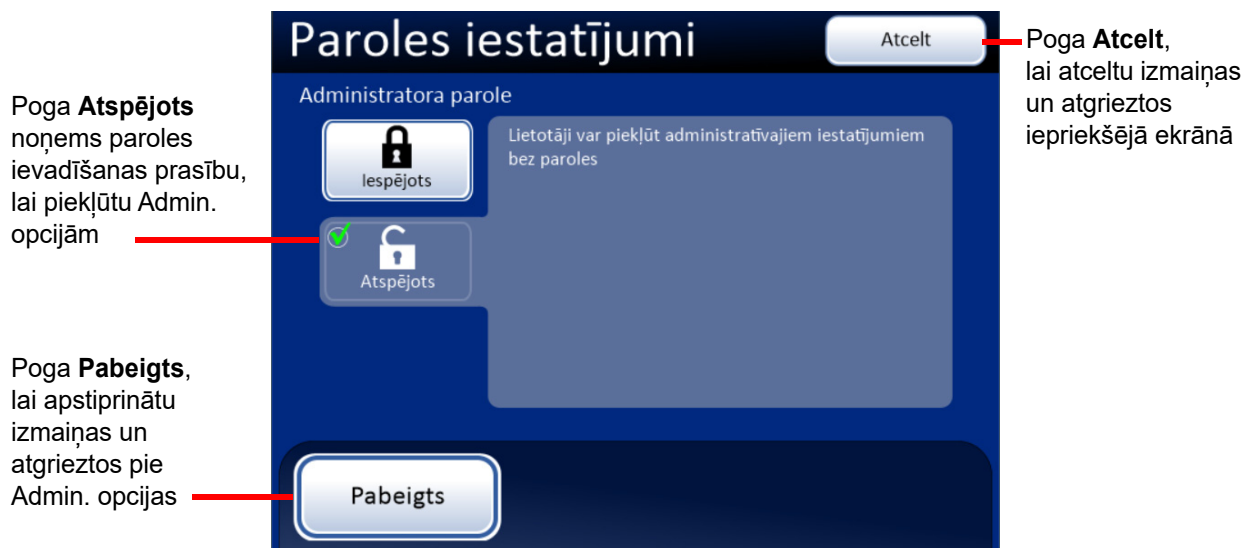 Paroles iestatījumi
Atcelt
Poga Atcelt,
lai atceltu izmaiņas
un atgrieztos
iepriekšējā ekrānā
Poga Atspējots
noņems paroles
ievadīšanas prasību,
lai piekļūtu Admin.
opcijām
Administratora parole
Iespējots
Lietotāji var piekļūt administratīvajiem iestatījumiem
bez paroles
Atspējots
Poga Pabeigts,
lai apstiprinātu
izmaiņas un
atgrieztos pie
Admin. opcijas
Pabeigts